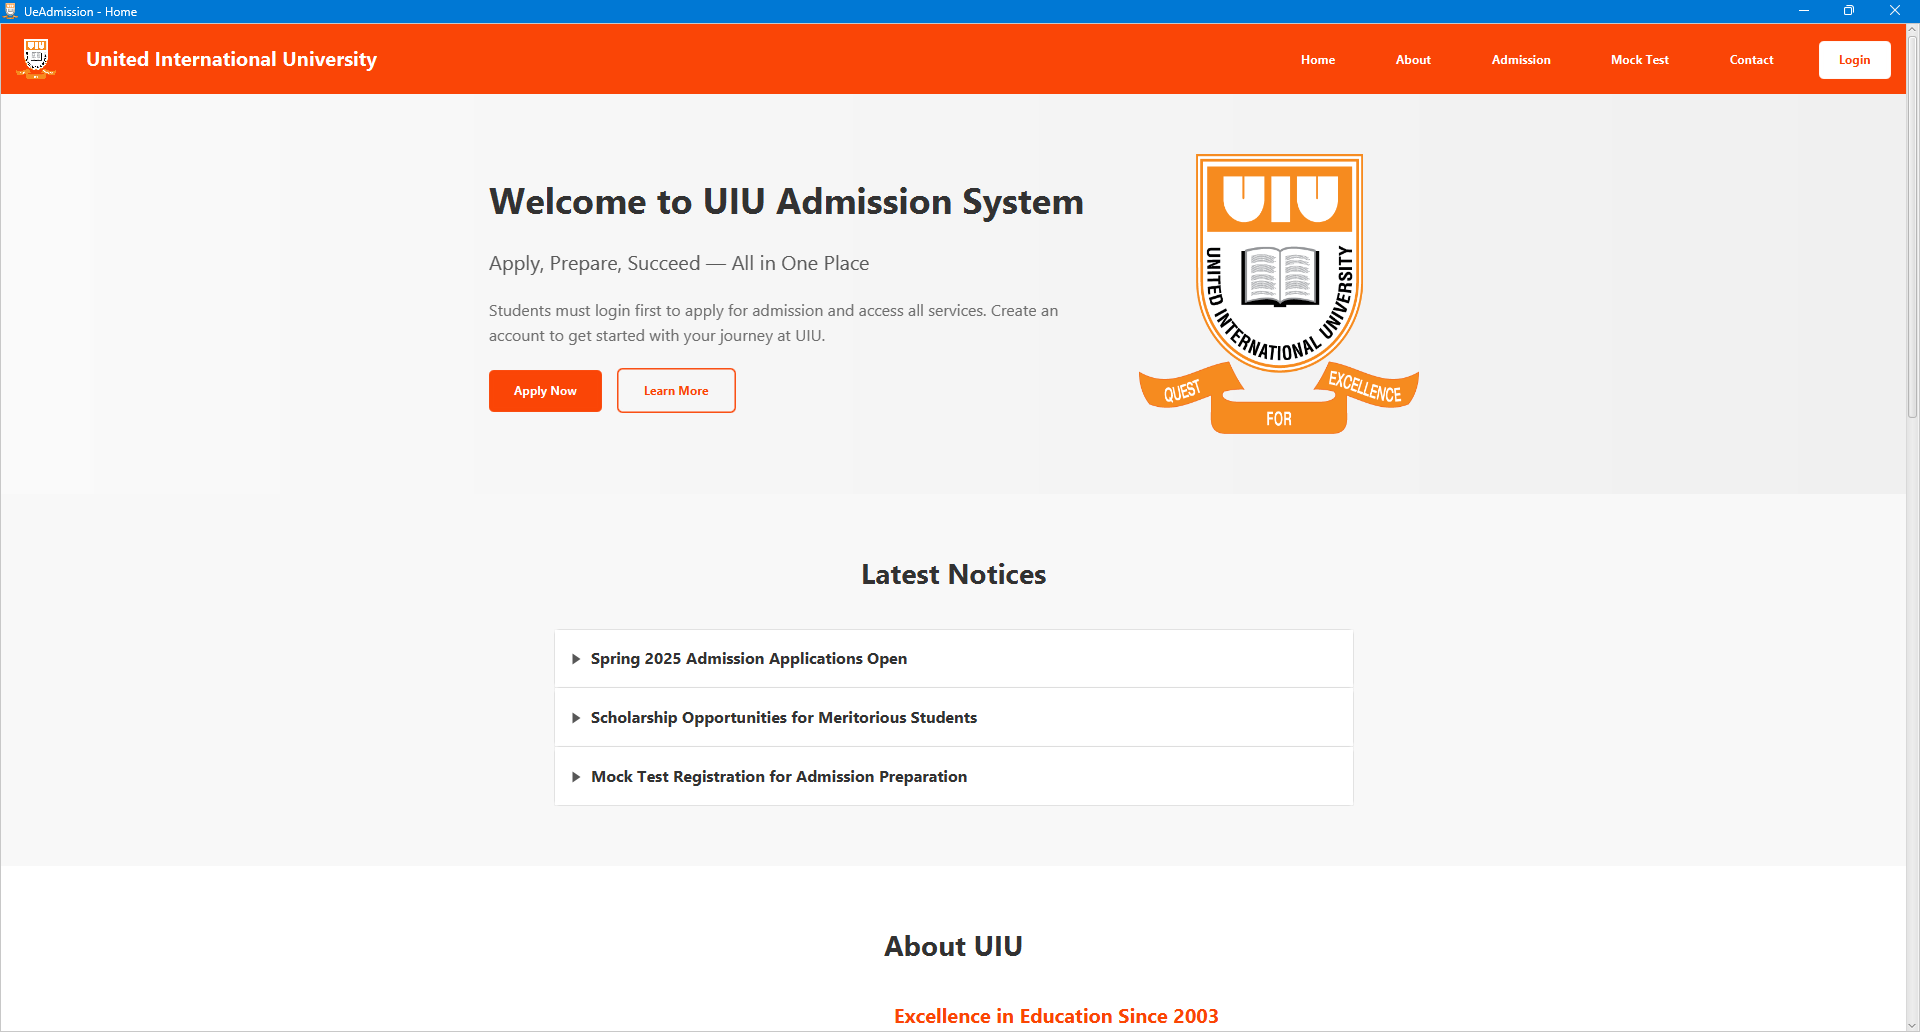 UeAdmission - Home
United International University
Home
About
Admission
Mock Test
Contact
Login
Welcome to UIU Admission System
Apply, Prepare, Succeed — All in One Place
Students must login first to apply for admission and access all services. Create an
account to get started with your journey at UIU.
Apply Now
Learn More
UIU
UNITED INTERNATIONAL UNIVERSITY
QUEST
FOR
EXCELLENCE
Latest Notices
Spring 2025 Admission Applications Open
Scholarship Opportunities for Meritorious Students
Mock Test Registration for Admission Preparation
About UIU
Excellence in Education Since 2003